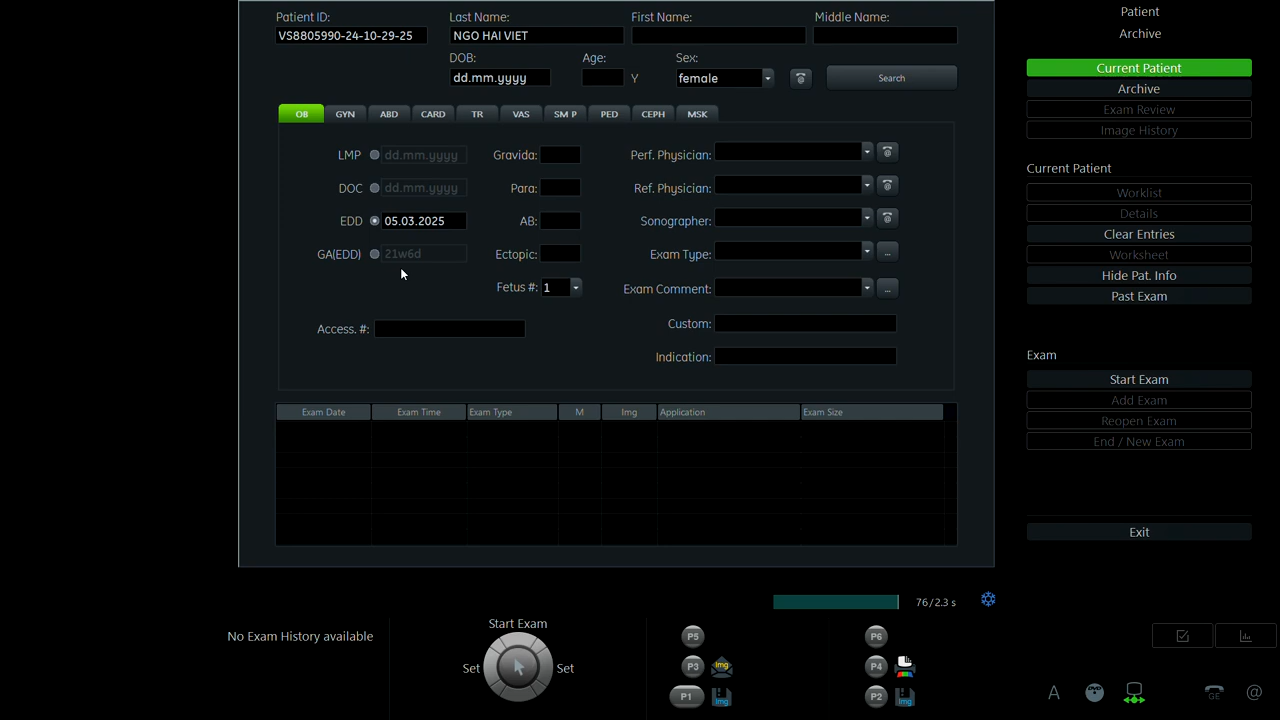 Patient ID: Last Name: First Name: Middle Name:
VS8805990-24-10-29-25 NGO HAI VIET
DOB: Age: Sex:
dd.mm.yyyy Y female Search
OB GYN ABD CARD TR VAS SM P PED CEPH MSK
LMP dd.mm.yyyy Gravida: Perf. Physician:
DOC dd.mm.yyyy Para: Ref. Physician:
EDD 05.03.2025 AB: Sonographer:
GA(EDD) 21w6d Ectopic: Exam Type: ...
Fetus #: 1 Exam Comment: ...
Access. #: Custom:
Indication:
Exam Date Exam Time Exam Type M Img Application Exam Size
76/2.3 s
No Exam History available
Start Exam
Set Set
P5 P6
P3 Img P4
P1 Img P2 Img
Patient
Archive
Current Patient
Archive
Exam Review
Image History
Current Patient
Worklist
Details
Clear Entries
Worksheet
Hide Pat. Info
Past Exam
Exam
Start Exam
Add Exam
Reopen Exam
End / New Exam
Exit
A GE @